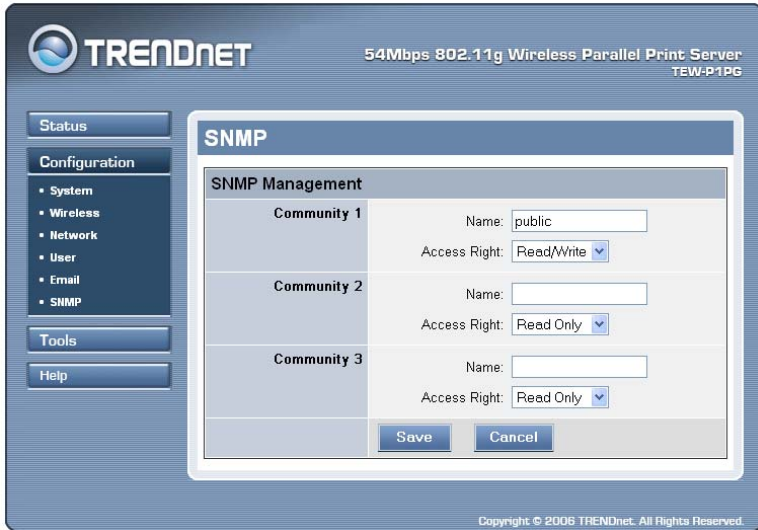 TRENDNET
54Mbps 802.11g Wireless Parallel Print Server
TEW-P1PG
Status
Configuration
• System
• Wireless
• Network
• User
• Email
• SNMP
Tools
Help
SNMP
SNMP Management
Community 1
Name: public
Access Right: Read/Write
Community 2
Name:
Access Right: Read Only
Community 3
Name:
Access Right: Read Only
Save Cancel
Copyright © 2006 TRENDnet. All Rights Reserved.